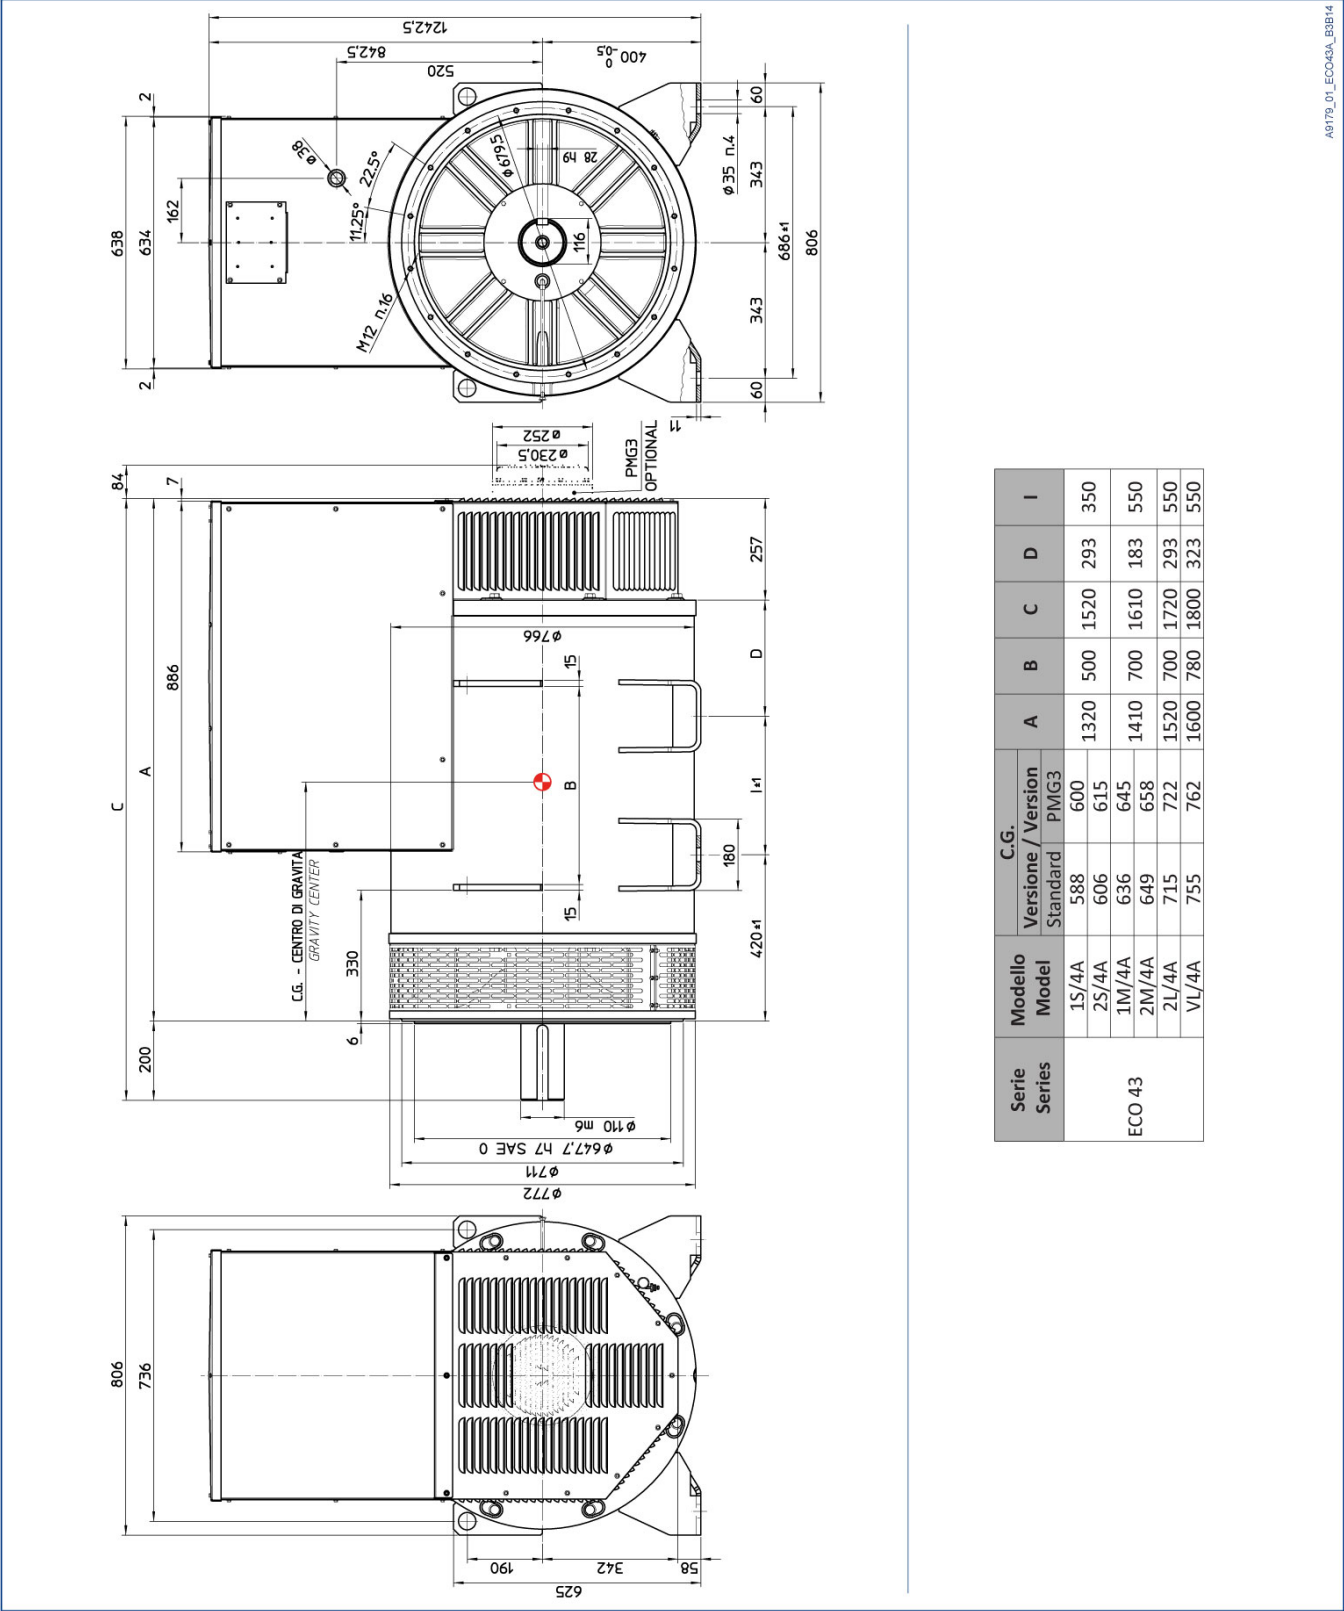 A9179_01_ECO43A_B3B14
806
736
190
342
58
625
C
A
200
84
886
7
C.G. - CENTRO DI GRAVITA'
GRAVITY CENTER
330
6
15
B
15
ø766
180
420±1
I±1
D
257
ø110 m6
ø647,7 h7 SAE 0
ø711
ø772
ø252
ø230,5
PMG3
OPTIONAL
1242,5
842,5
520
400 0 -0,5
2
634
2
638
162
ø38
22.5°
11.25°
M12 n.16
ø679,5
28 h9
116
11
ø35 n.4
60
343
343
60
686±1
806
Serie Modello C.G. A B C D I
Series Model Versione / Version
Standard PMG3
ECO 43
1S/4A 588 600 1320 500 1520 293 350
2S/4A 606 615
1M/4A 636 645 1410 700 1610 183 550
2M/4A 649 658
2L/4A 715 722 1520 700 1720 293 550
VL/4A 755 762 1600 780 1800 323 550